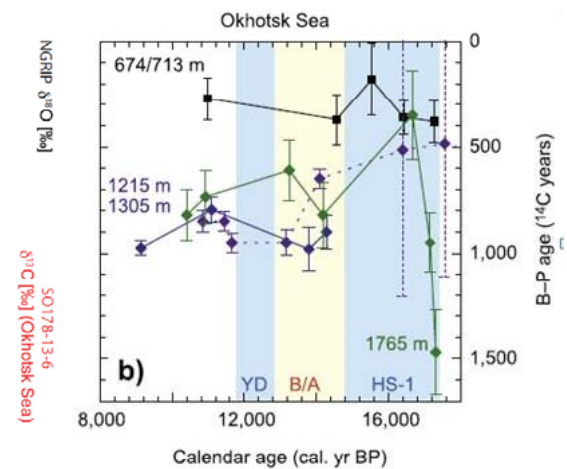 Okhotsk Sea
NGRIP δ18O [‰]
SO178-13-6
δ13C [‰] (Okhotsk Sea)
674/713 m
1215 m
1305 m
1765 m
b)
YD
B/A
HS-1
0
500
1,000
1,500
B–P age (14C years)
8,000
12,000
16,000
Calendar age (cal. yr BP)